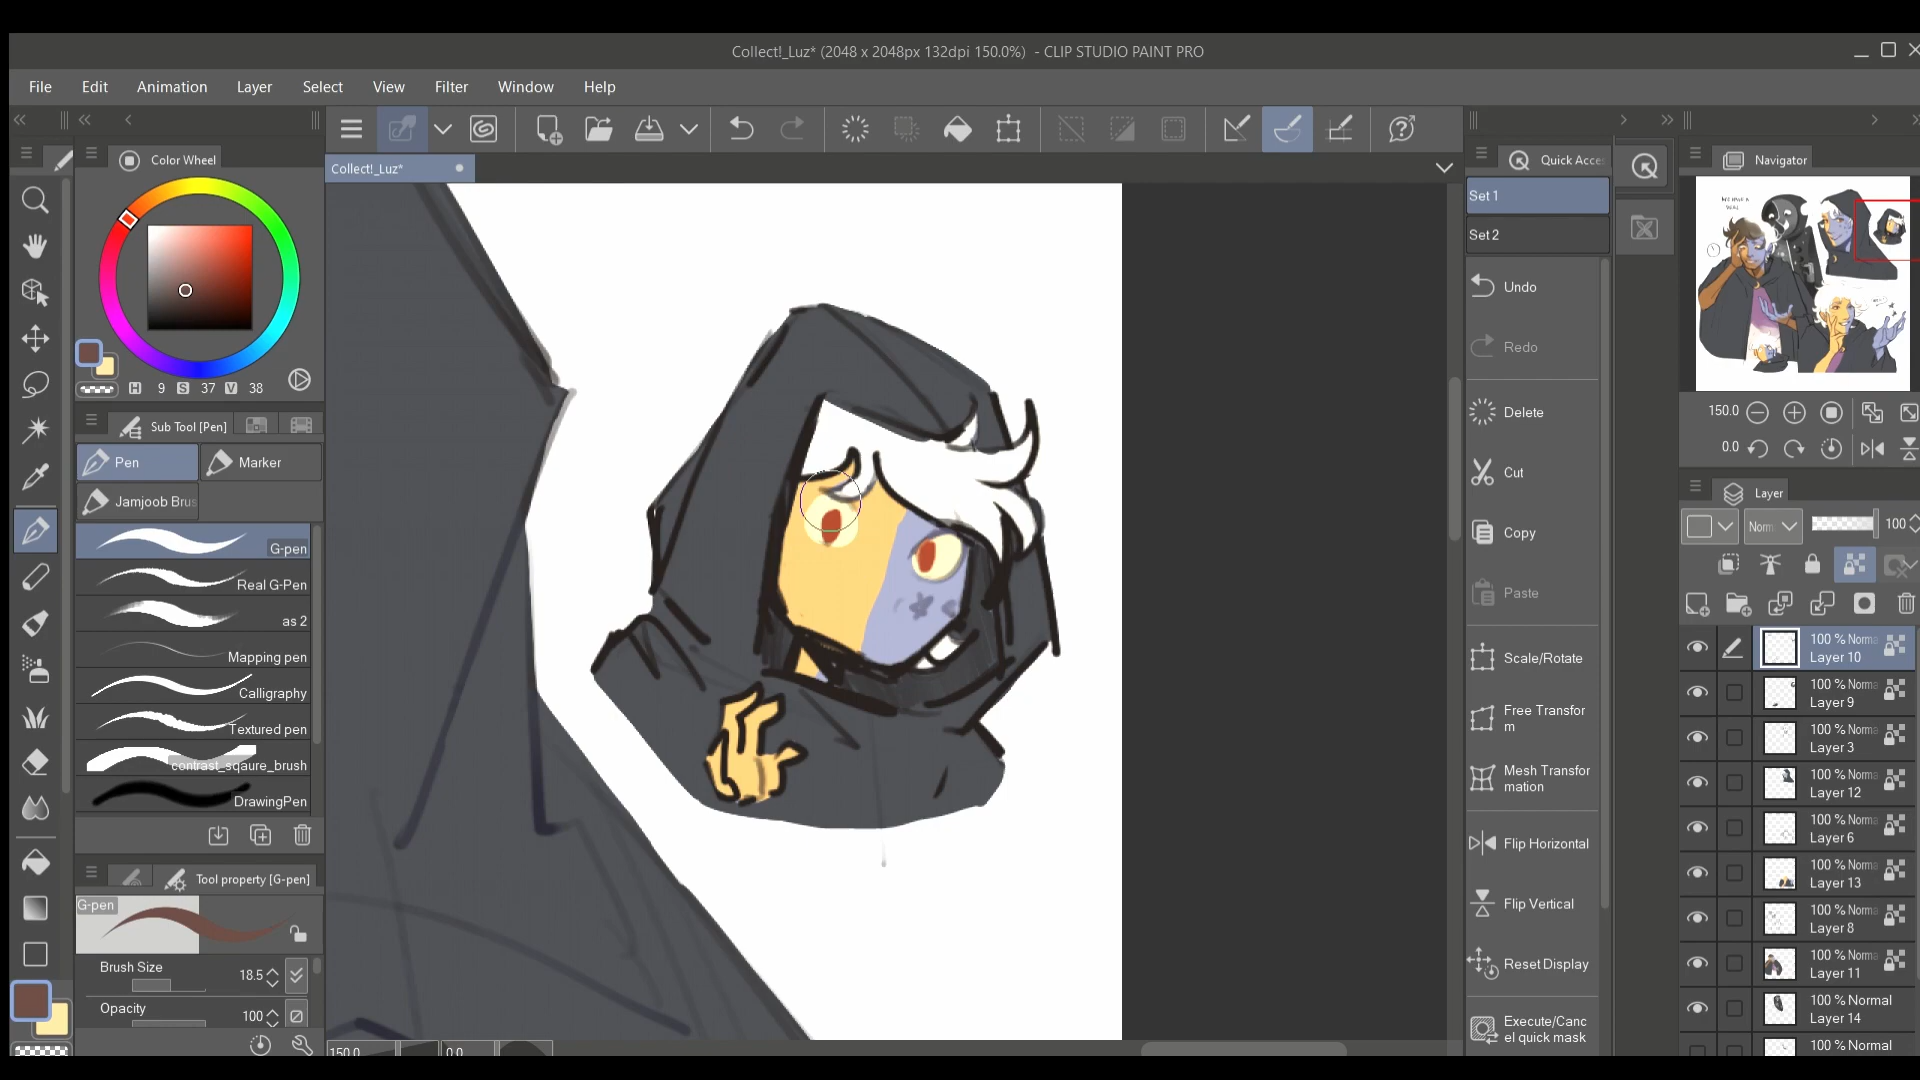 Collect!_Luz* (2048 x 2048px 132dpi 150.0%) - CLIP STUDIO PAINT PRO
File Edit Animation Layer Select View Filter Window Help
Color Wheel
Collect!_Luz*
Quick Acces
Navigator
Set 1
Set 2
Undo
Redo
H 9 S 37 V 38
150.0
0.0
Sub Tool [Pen]
Pen
Marker
Jamjoob Brus
Delete
Cut
Copy
Paste
Scale/Rotate
Free Transfor
m
Mesh Transfor
mation
Flip Horizontal
Flip Vertical
Reset Display
Execute/Canc
el quick mask
G-pen
Real G-Pen
as 2
Mapping pen
Calligraphy
Textured pen
contrast_sqaure_brush
DrawingPen
Tool property [G-pen]
G-pen
Brush Size 18.5
Opacity 100
150.0 0.0
Layer
Norm 100
100 % Norma
Layer 10
100 % Norma
Layer 9
100 % Norma
Layer 3
100 % Norma
Layer 12
100 % Norma
Layer 6
100 % Norma
Layer 13
100 % Norma
Layer 8
100 % Norma
Layer 11
100 % Normal
Layer 14
100 % Normal